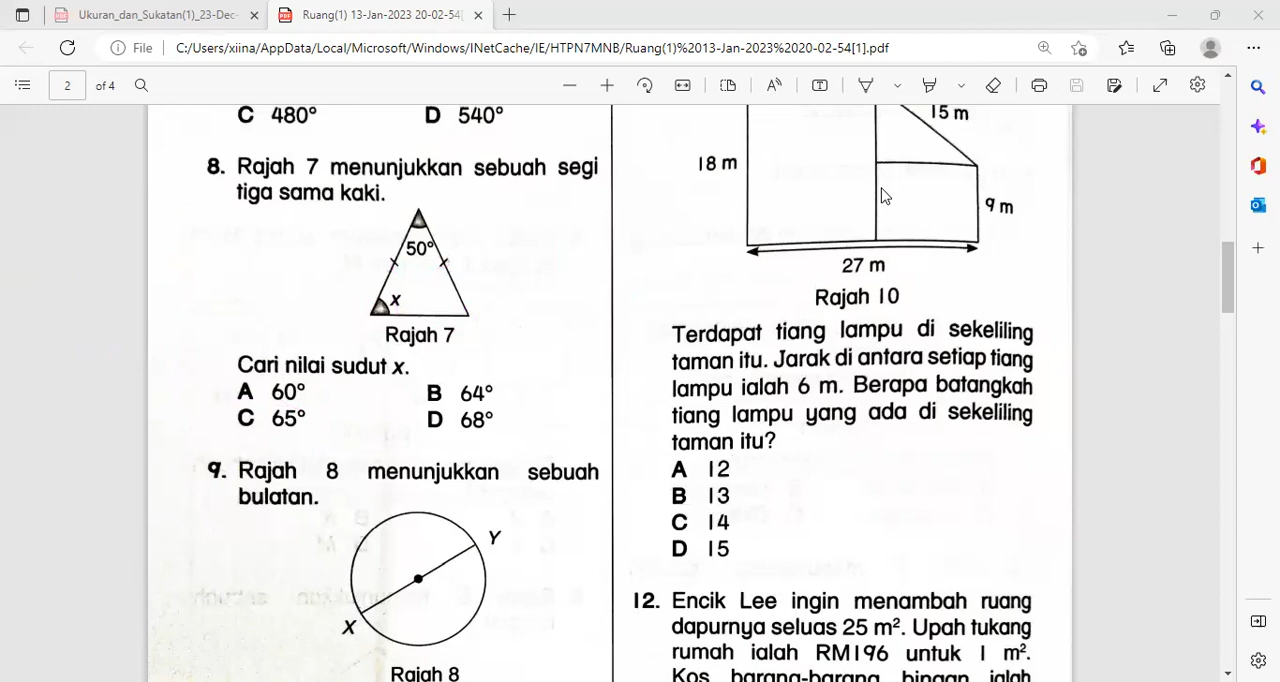 Ukuran_dan_Sukatan(1)_23-Dec-
Ruang(1) 13-Jan-2023 20-02-54[
File
C:/Users/xiina/AppData/Local/Microsoft/Windows/INetCache/IE/HTPN7MNB/Ruang(1)%2013-Jan-2023%2020-02-54[1].pdf
2 of 4
C 480° D 540°
8. Rajah 7 menunjukkan sebuah segi
tiga sama kaki.
50°
x
Rajah 7
Cari nilai sudut x.
A 60° B 64°
C 65° D 68°
9. Rajah 8 menunjukkan sebuah
bulatan.
Y
X
Rajah 8
15 m
18 m
9 m
27 m
Rajah 10
Terdapat tiang lampu di sekeliling
taman itu. Jarak di antara setiap tiang
lampu ialah 6 m. Berapa batangkah
tiang lampu yang ada di sekeliling
taman itu?
A 12
B 13
C 14
D 15
12. Encik Lee ingin menambah ruang
dapurnya seluas 25 m². Upah tukang
rumah ialah RM196 untuk 1 m².
Kos barang-barang binaan ialah